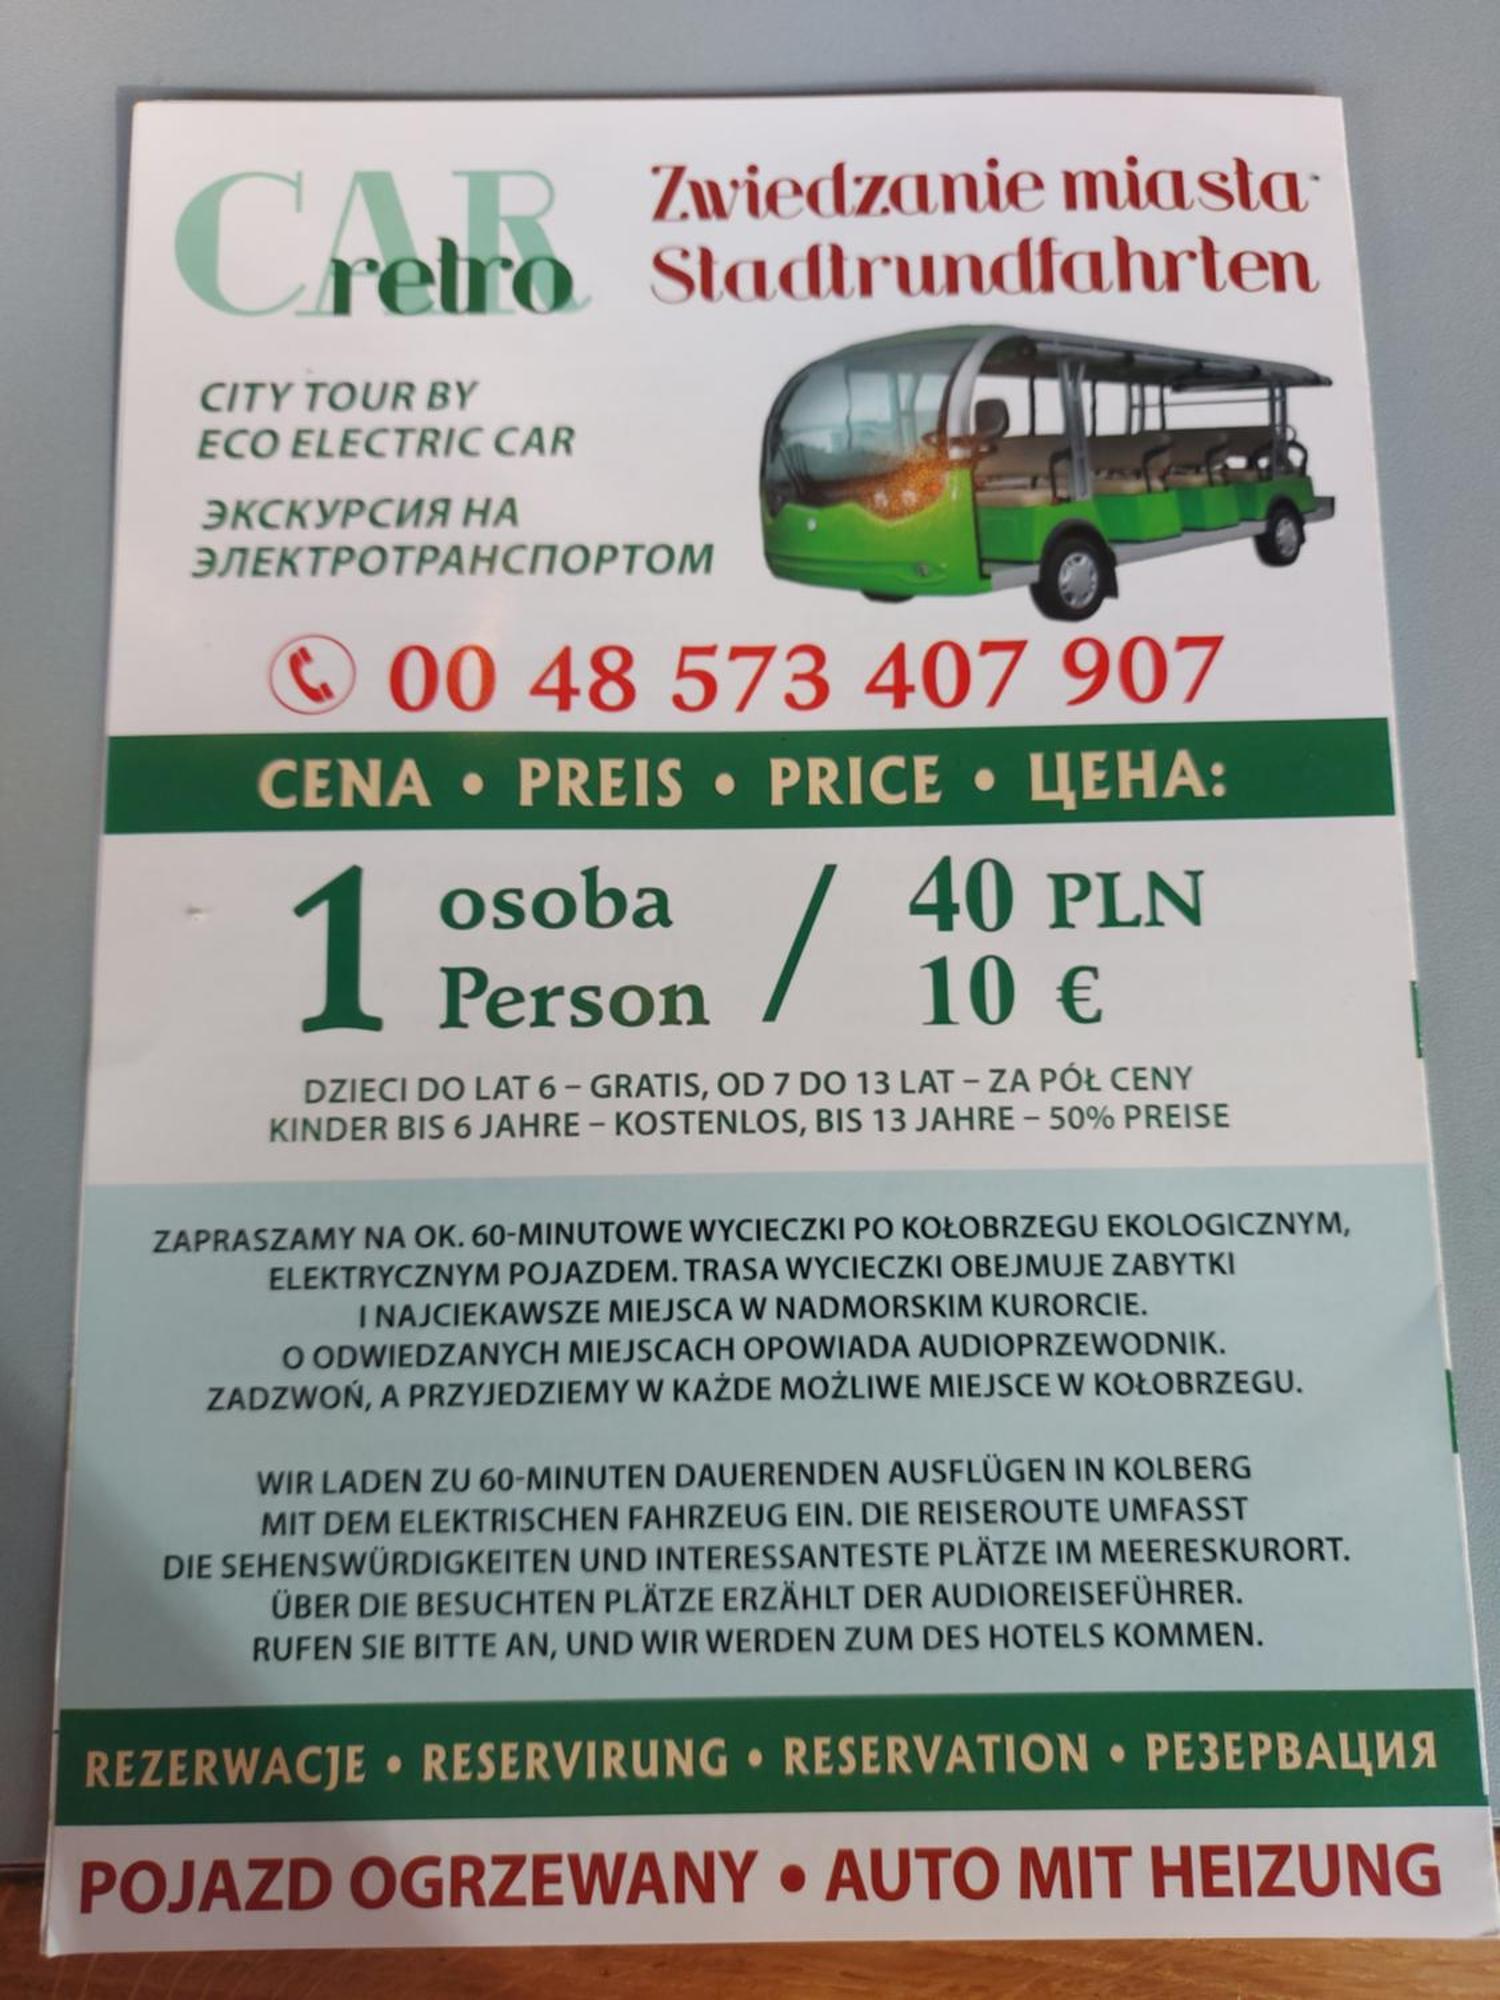 CAR
retro
Zwiedzanie miasta
Stadtrundfahrten
CITY TOUR BY
ECO ELECTRIC CAR
ЭКСКУРСИЯ НА
ЭЛЕКТРОТРАНСПОРТОМ
00 48 573 407 907
CENA • PREIS • PRICE • ЦЕНА:
1 osoba / 40 PLN
Person 10 €
DZIECI DO LAT 6 – GRATIS, OD 7 DO 13 LAT – ZA PÓŁ CENY
KINDER BIS 6 JAHRE – KOSTENLOS, BIS 13 JAHRE – 50% PREISE
ZAPRASZAMY NA OK. 60-MINUTOWE WYCIECZKI PO KOŁOBRZEGU EKOLOGICZNYM,
ELEKTRYCZNYM POJAZDEM. TRASA WYCIECZKI OBEJMUJE ZABYTKI
I NAJCIEKAWSZE MIEJSCA W NADMORSKIM KURORCIE.
O ODWIEDZANYCH MIEJSCACH OPOWIADA AUDIOPRZEWODNIK.
ZADZWOŃ, A PRZYJEDZIEMY W KAŻDE MOŻLIWE MIEJSCE W KOŁOBRZEGU.
WIR LADEN ZU 60-MINUTEN DAUERENDEN AUSFLÜGEN IN KOLBERG
MIT DEM ELEKTRISCHEN FAHRZEUG EIN. DIE REISEROUTE UMFASST
DIE SEHENSWÜRDIGKEITEN UND INTERESSANTESTE PLÄTZE IM MEERESKURORT.
ÜBER DIE BESUCHTEN PLÄTZE ERZÄHLT DER AUDIOREISEFÜHRER.
RUFEN SIE BITTE AN, UND WIR WERDEN ZUM DES HOTELS KOMMEN.
REZERWACJE • RESERVIRUNG • RESERVATION • РЕЗЕРВАЦИЯ
POJAZD OGRZEWANY • AUTO MIT HEIZUNG